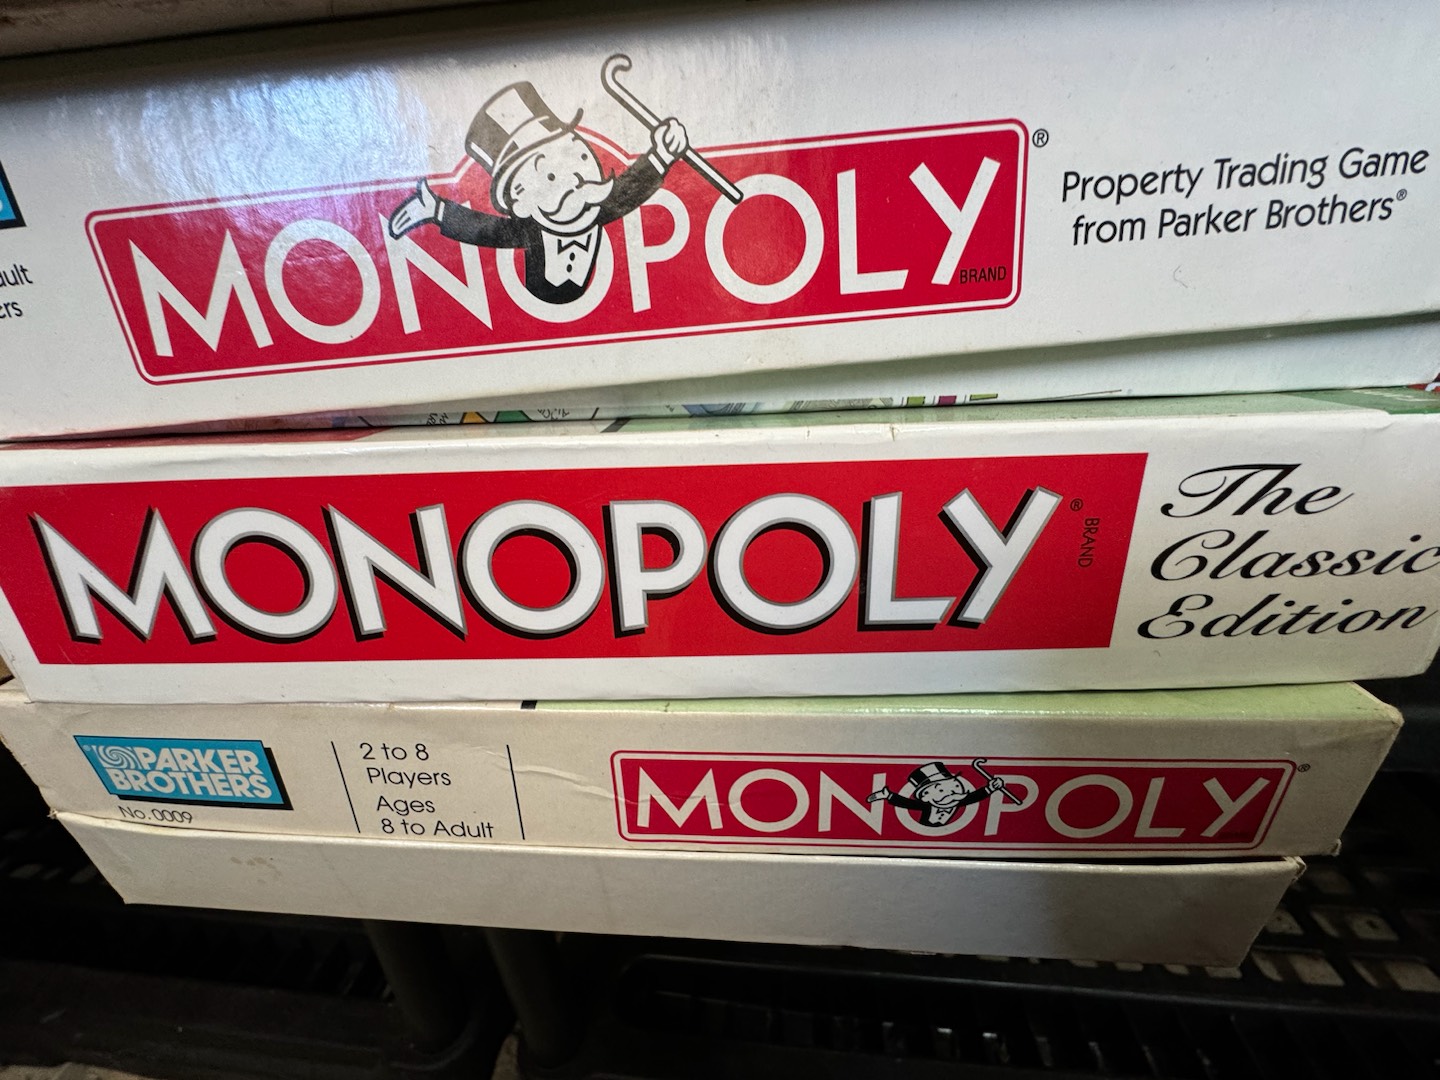 MONOPOLY
®
BRAND
Property Trading Game
from Parker Brothers®
MONOPOLY
® BRAND
The
Classic
Edition
PARKER
BROTHERS
No.0009
2 to 8
Players
Ages
8 to Adult
MONOPOLY
®